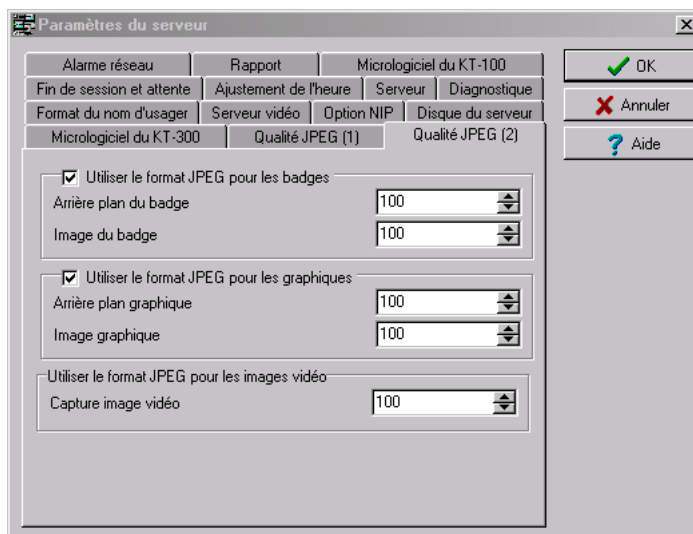 Paramètres du serveur
Alarme réseau Rapport Micrologiciel du KT-100
Fin de session et attente Ajustement de l'heure Serveur Diagnostique
Format du nom d'usager Serveur vidéo Option NIP Disque du serveur
Micrologiciel du KT-300 Qualité JPEG (1) Qualité JPEG (2)
OK
Annuler
Aide
Utiliser le format JPEG pour les badges
Arrière plan du badge 100
Image du badge 100
Utiliser le format JPEG pour les graphiques
Arrière plan graphique 100
Image graphique 100
Utiliser le format JPEG pour les images vidéo
Capture image vidéo 100